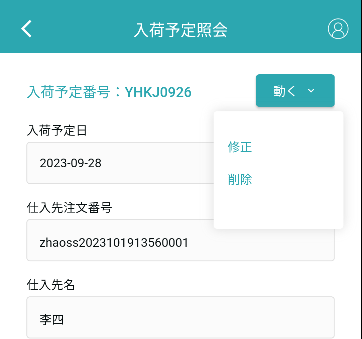 入荷予定照会
入荷予定番号：YHKJ0926
動く
修正
削除
入荷予定日
2023-09-28
仕入先注文番号
zhaoss2023101913560001
仕入先名
李四